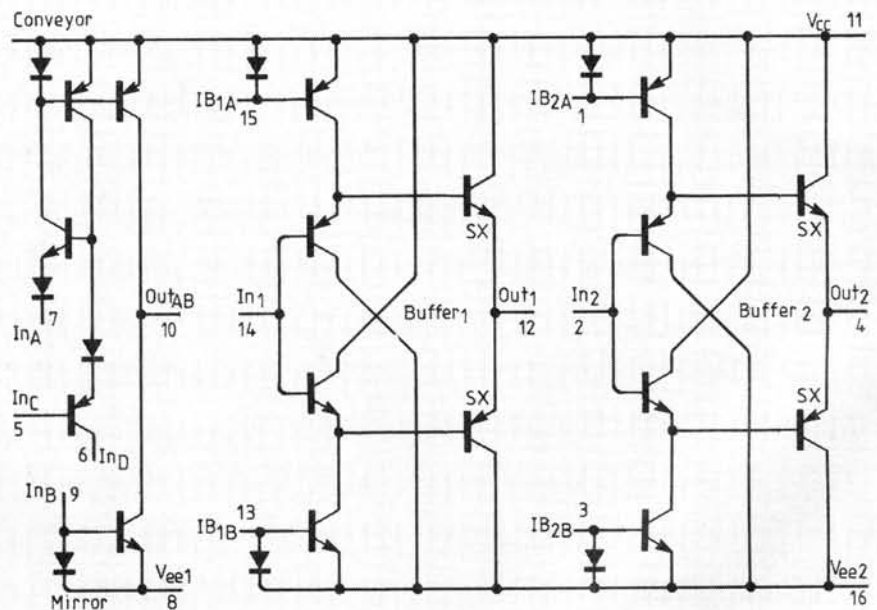 Conveyor
VCC 11
IB1A
15
IB2A
1
SX
SX
7
InA
OutAB
10
In1
14
Buffer1
Out1
12
In2
2
Buffer2
Out2
4
InC
5
SX
SX
6 InD
InB 9
13
IB1B
3
IB2B
Vee1
8
Mirror
Vee2
16